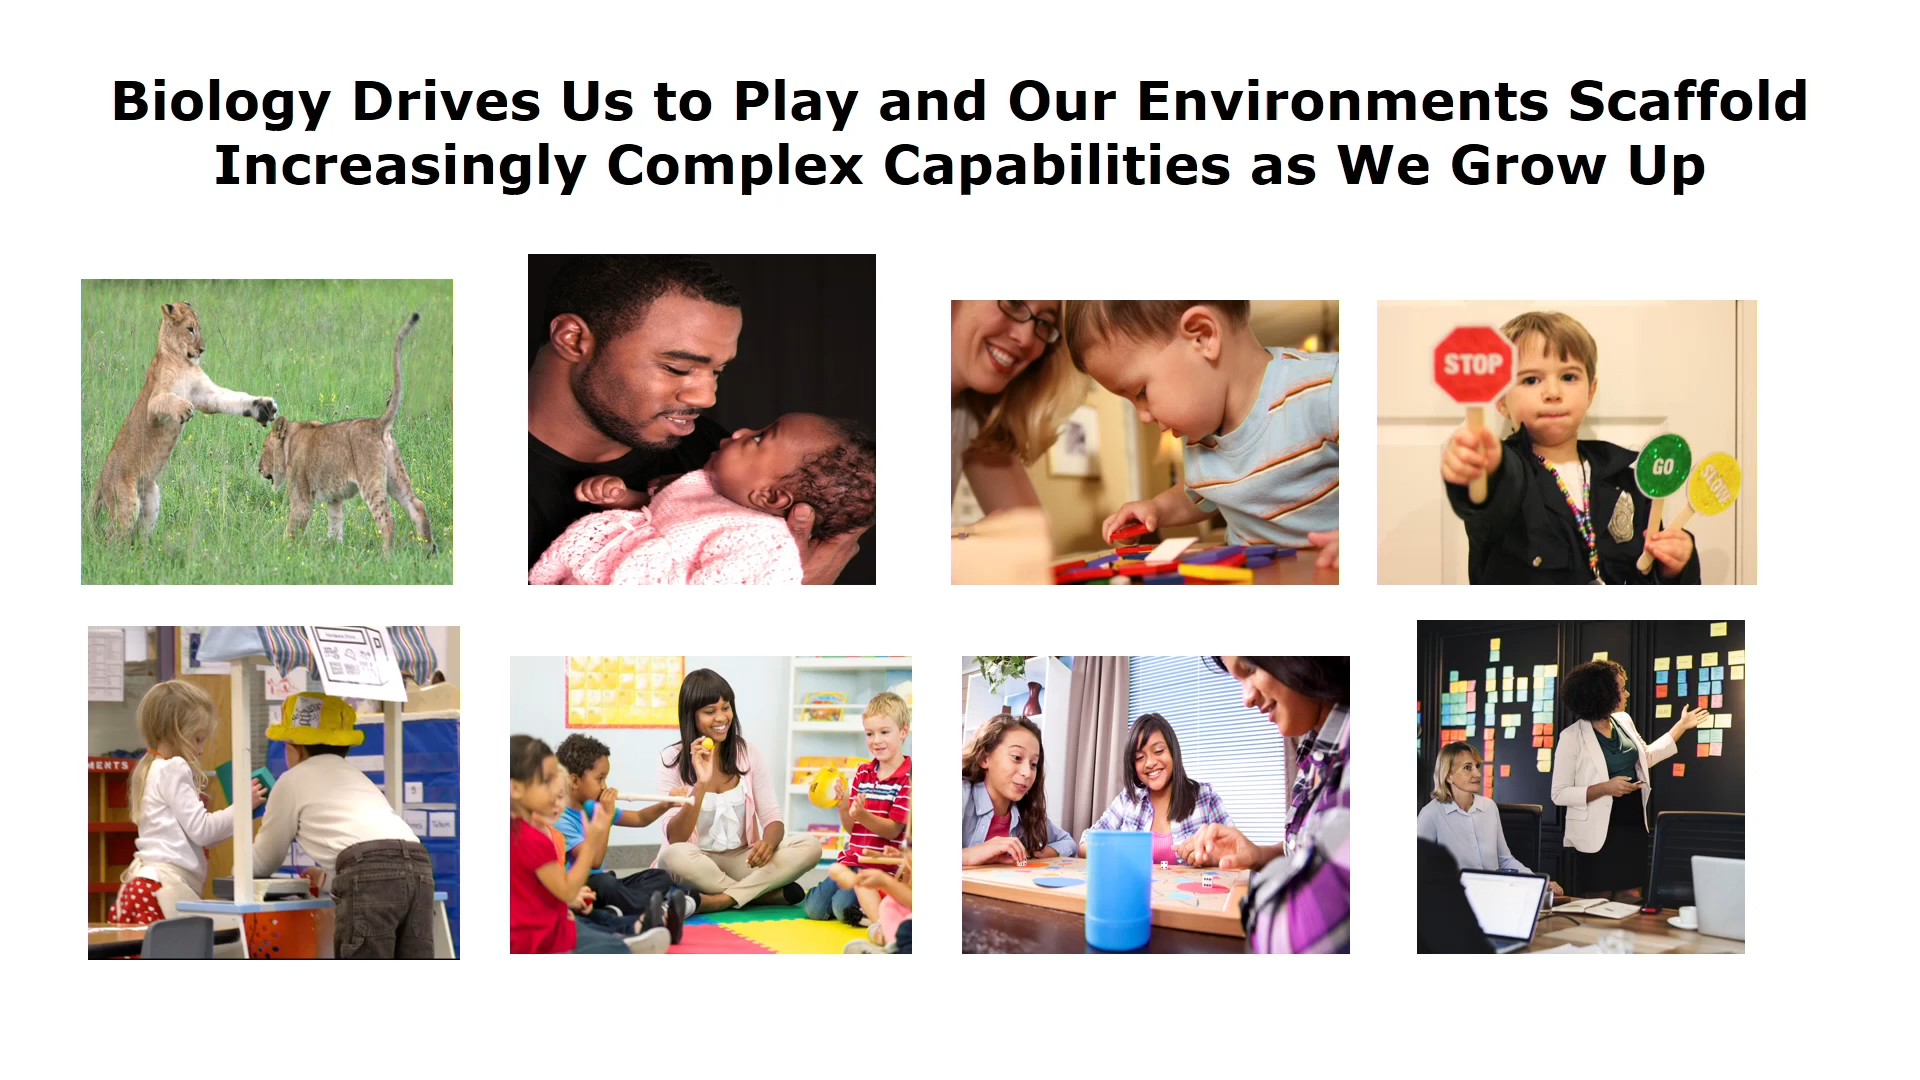 Biology Drives Us to Play and Our Environments Scaffold
Increasingly Complex Capabilities as We Grow Up
STOP
GO
SLOW
MENTS